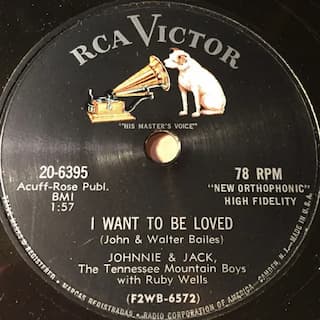 RCA VICTOR
"HIS MASTER'S VOICE"
20-6395
Acuff-Rose Publ.
BMI
1:57
78 RPM
"NEW ORTHOPHONIC"
HIGH FIDELITY
I WANT TO BE LOVED
(John & Walter Bailes)
JOHNNIE & JACK,
The Tennessee Mountain Boys
with Ruby Wells
(F2WB-6572)
MARCAS REGISTRADAS - RADIO CORPORATION OF AMERICA - CAMDEN, N.J. - MADE IN U.S.A.